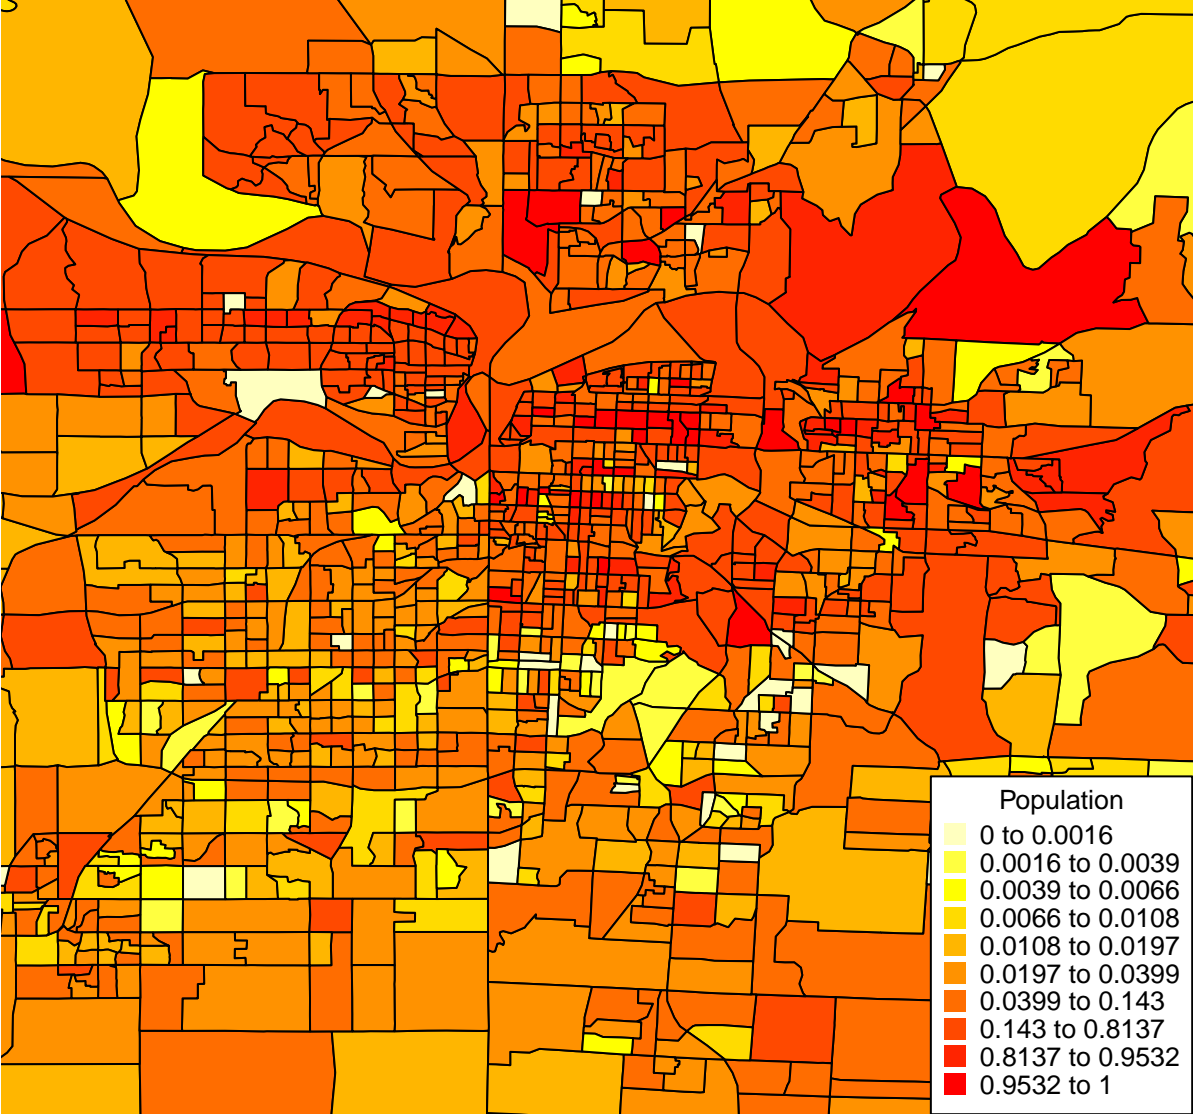 Population
0 to 0.0016
0.0016 to 0.0039
0.0039 to 0.0066
0.0066 to 0.0108
0.0108 to 0.0197
0.0197 to 0.0399
0.0399 to 0.143
0.143 to 0.8137
0.8137 to 0.9532
0.9532 to 1